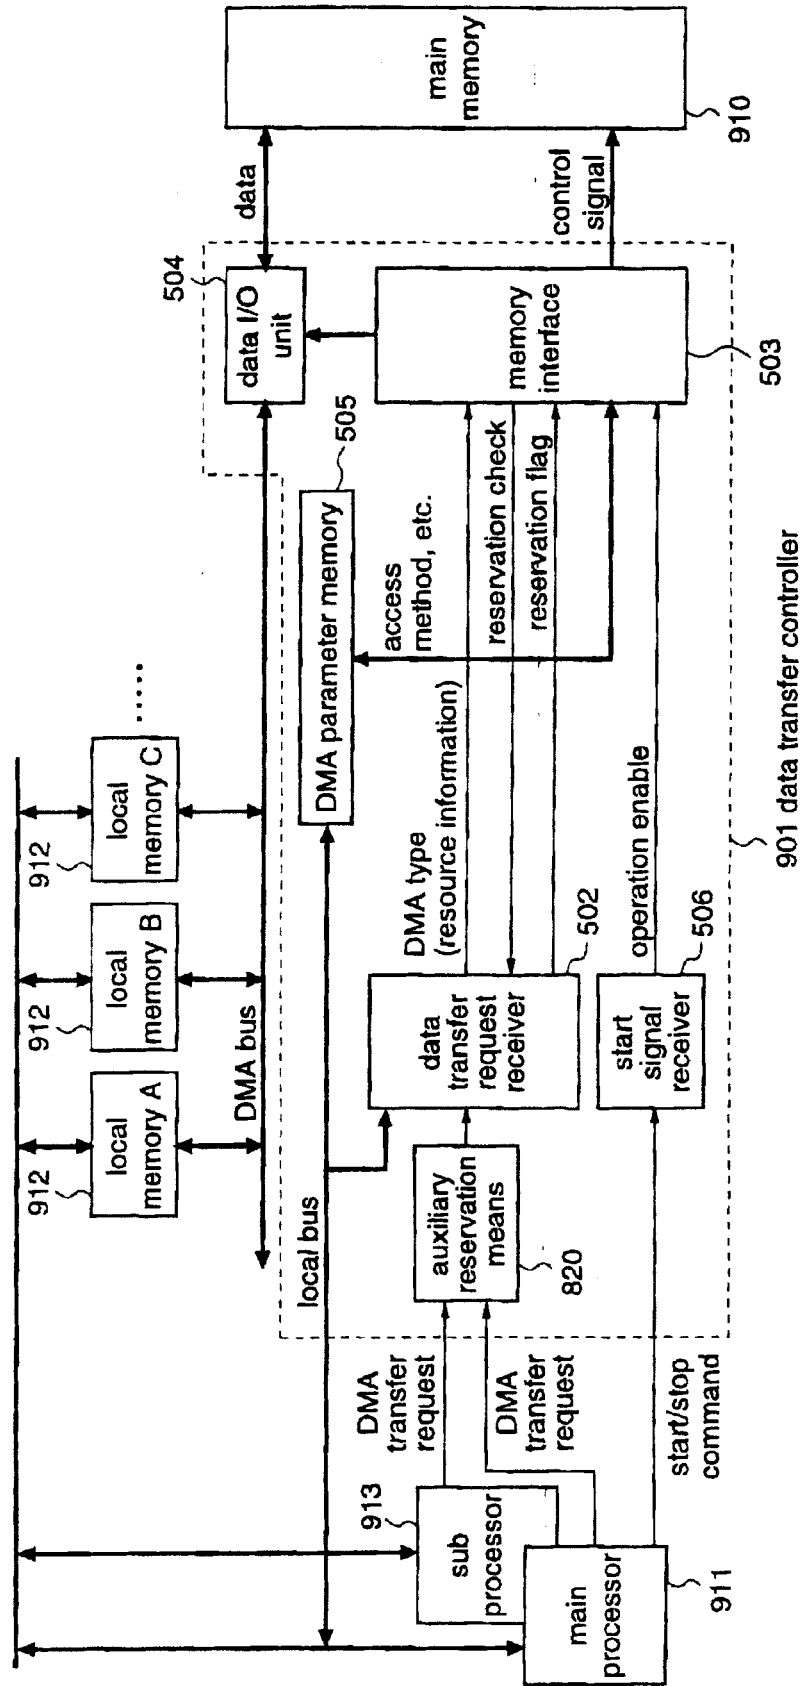 912
local
memory A
912
local
memory B
912
local
memory C
.....
DMA bus
local bus
504
data I/O
unit
data
main
memory
910
DMA parameter memory
505
913
sub
processor
main
processor
911
DMA
transfer
request
DMA
transfer
request
start/stop
command
auxiliary
reservation
means
820
data
transfer
request
receiver
502
start
signal
receiver
506
DMA type
(resource information)
access
method, etc.
reservation check
reservation flag
operation enable
memory
interface
503
control
signal
901 data transfer controller